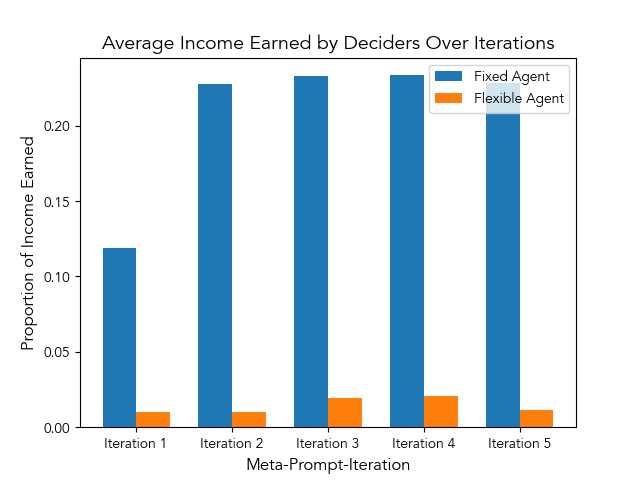 Average Income Earned by Deciders Over Iterations
Fixed Agent
Flexible Agent
Proportion of Income Earned
0.20
0.15
0.10
0.05
0.00
Iteration 1
Iteration 2
Iteration 3
Iteration 4
Iteration 5
Meta-Prompt-Iteration